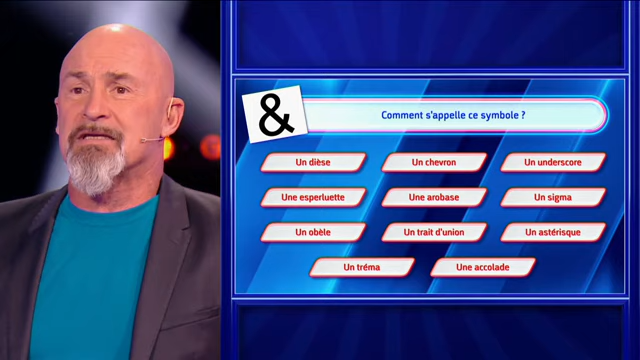 &
Comment s'appelle ce symbole ?
Un dièse
Un chevron
Un underscore
Une esperluette
Une arobase
Un sigma
Un obèle
Un trait d'union
Un astérisque
Un tréma
Une accolade